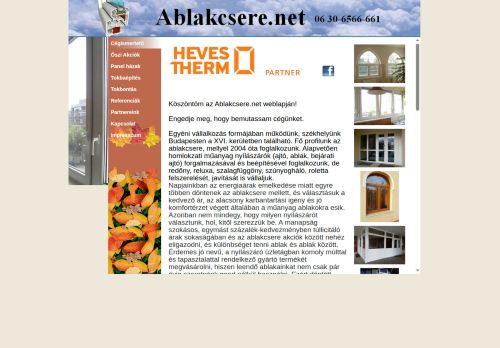 Ablakcsere.net 06 30-6566-661
Cégismertető
Őszi Akciók
Panel házak
Tokbaépítés
Tokbontás
Referenciák
Partnereink
Kapcsolat
Impresszum
HEVES
THERM
PARTNER
f
Köszöntöm az Ablakcsere.net weblapján!
Engedje meg, hogy bemutassam cégünket.
Egyéni vállalkozás formájában működünk, székhelyünk
Budapesten a XVI. kerületben található. Fő profilunk az
ablakcsere, mellyel 2004 óta foglalkozunk. Alapvetően
homlokzati műanyag nyílászárók (ajtó, ablak, bejárati
ajtó) forgalmazásával és beépítésével foglalkozunk, de
redőny, reluxa, szalagfüggöny, szúnyogháló, roletta
felszerelését, javítását is vállaljuk.
Napjainkban az energiaárak emelkedése miatt egyre
többen döntenek az ablakcsere mellett, és választásuk a
kedvező ár, az alacsony karbantartási igény és jó
komfortérzet végett általában a műanyag ablakokra esik.
Azonban nem mindegy, hogy milyen nyílászárót
választunk, hol, kitől szerezzük be. A manapság
szokásos, egymást százalék-kedvezményben túllicitáló
árak sokaságában és az ablakcsere akciók között nehéz
eligazodni, és különbséget tenni ablak és ablak között.
Érdemes jó nevű, a nyílászáró üzletágban komoly múlttal
és tapasztalattal rendelkező gyártó termékét
megvásárolni, hiszen leendő ablakainkat nem csak pár